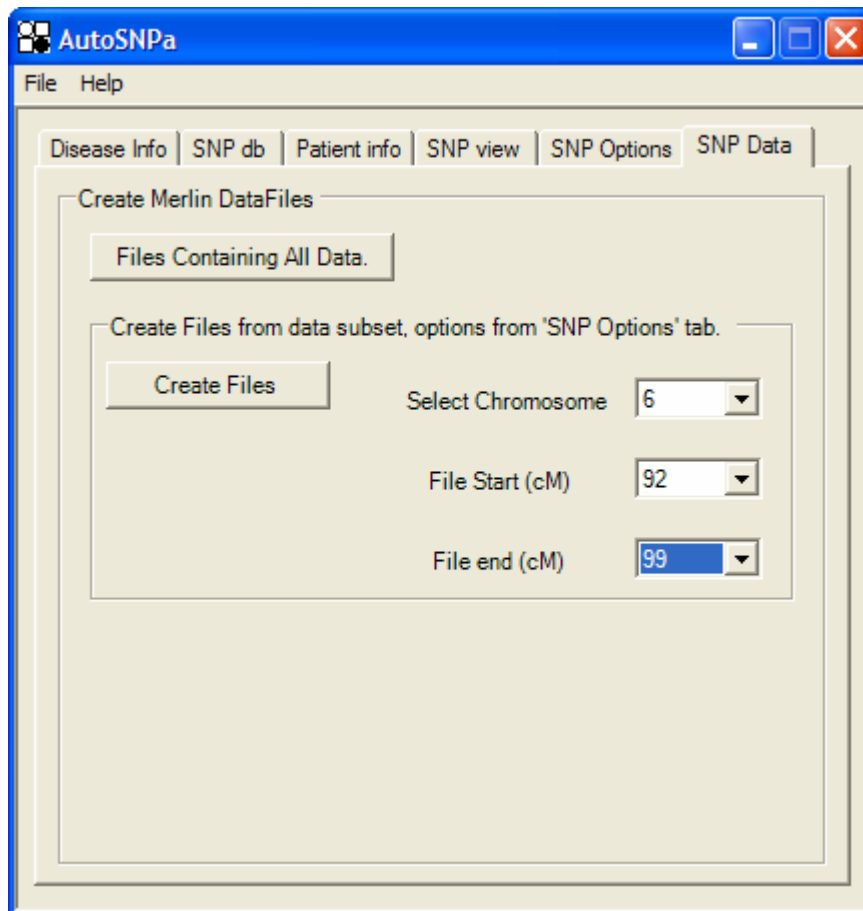 AutoSNPa
File Help
Disease Info SNP db Patient info SNP view SNP Options SNP Data
Create Merlin DataFiles
Files Containing All Data.
Create Files from data subset, options from 'SNP Options' tab.
Create Files
Select Chromosome 6
File Start (cM) 92
File end (cM) 99